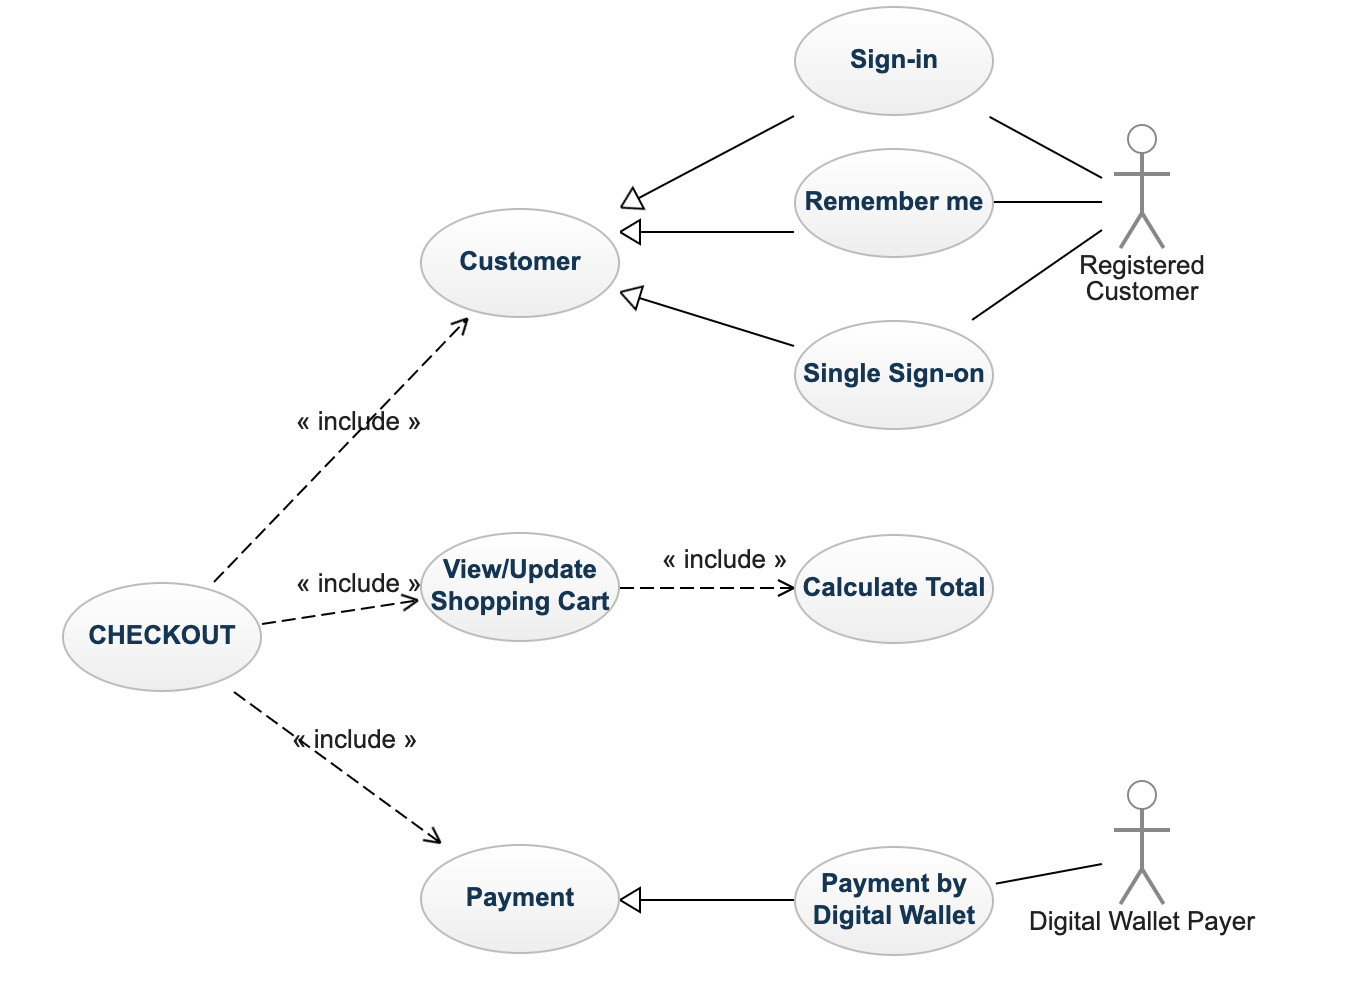 Sign-in
Remember me
Registered
Customer
Customer
Single Sign-on
« include »
View/Update
Shopping Cart
« include »
Calculate Total
« include »
CHECKOUT
« include »
Payment
Payment by
Digital Wallet
Digital Wallet Payer